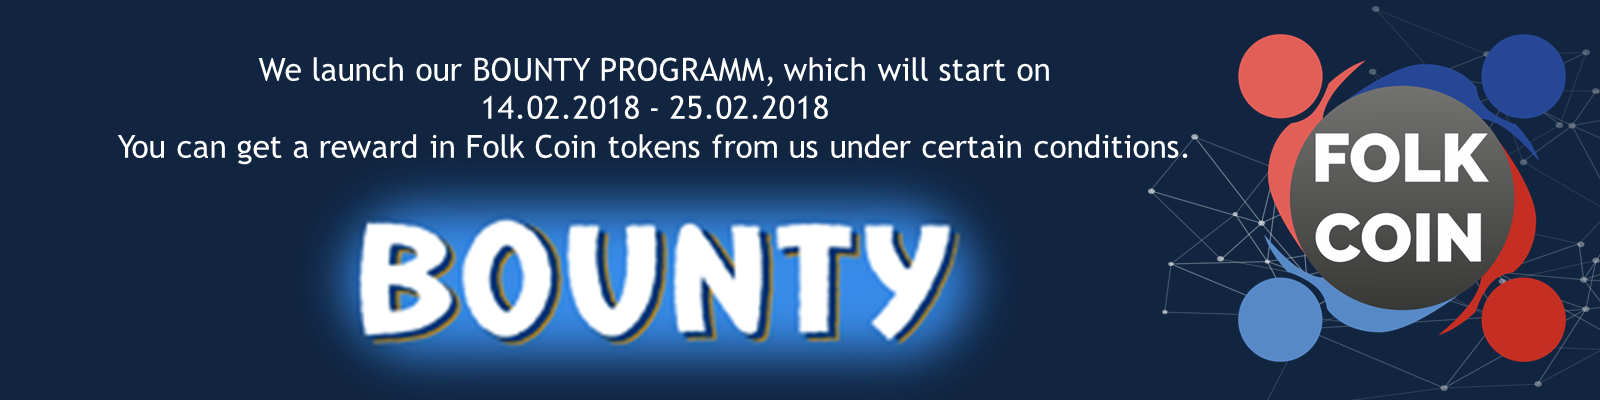 We launch our BOUNTY PROGRAMM, which will start on
14.02.2018 - 25.02.2018
You can get a reward in Folk Coin tokens from us under certain conditions.
BOUNTY
FOLK
COIN